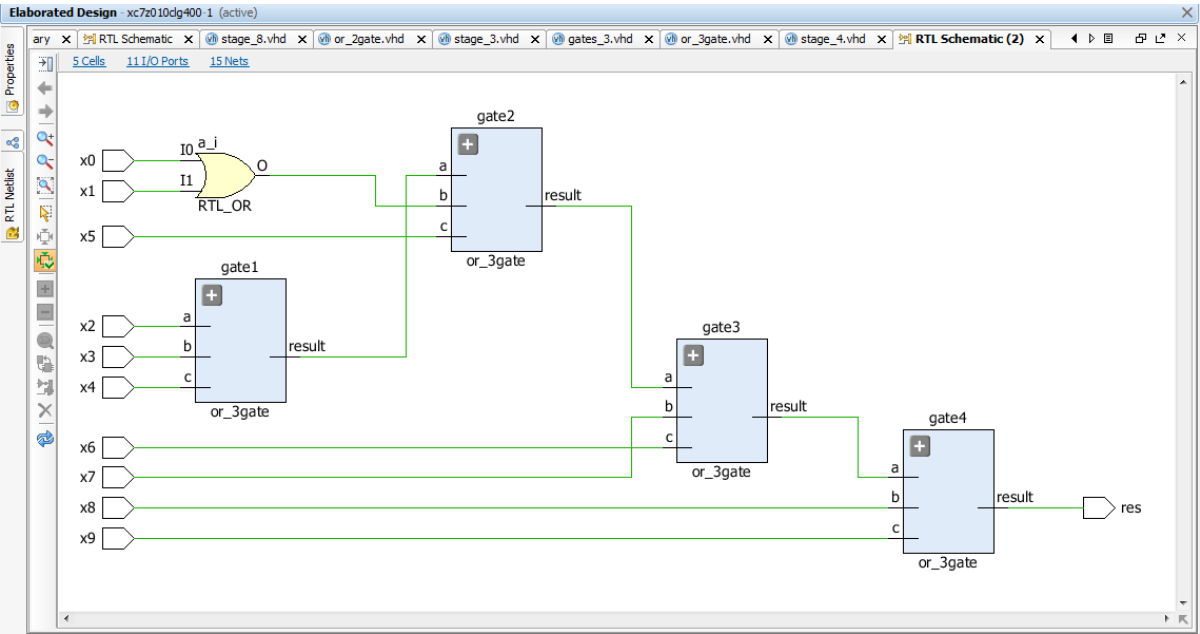 Elaborated Design - xc7z010clg400-1 (active)
ary RTL Schematic stage_8.vhd or_2gate.vhd stage_3.vhd gates_3.vhd or_3gate.vhd stage_4.vhd RTL Schematic (2)
Properties
RTL Netlist
5 Cells 11 I/O Ports 15 Nets
gate2
I0 a_i
x0
O
a
I1
x1
b result
RTL_OR
c
x5
or_3gate
gate1
x2 a
gate3
x3 b result
x4 c
a
or_3gate
b result
gate4
c
x6
a
x7
or_3gate
b result
x8 res
c
x9
or_3gate